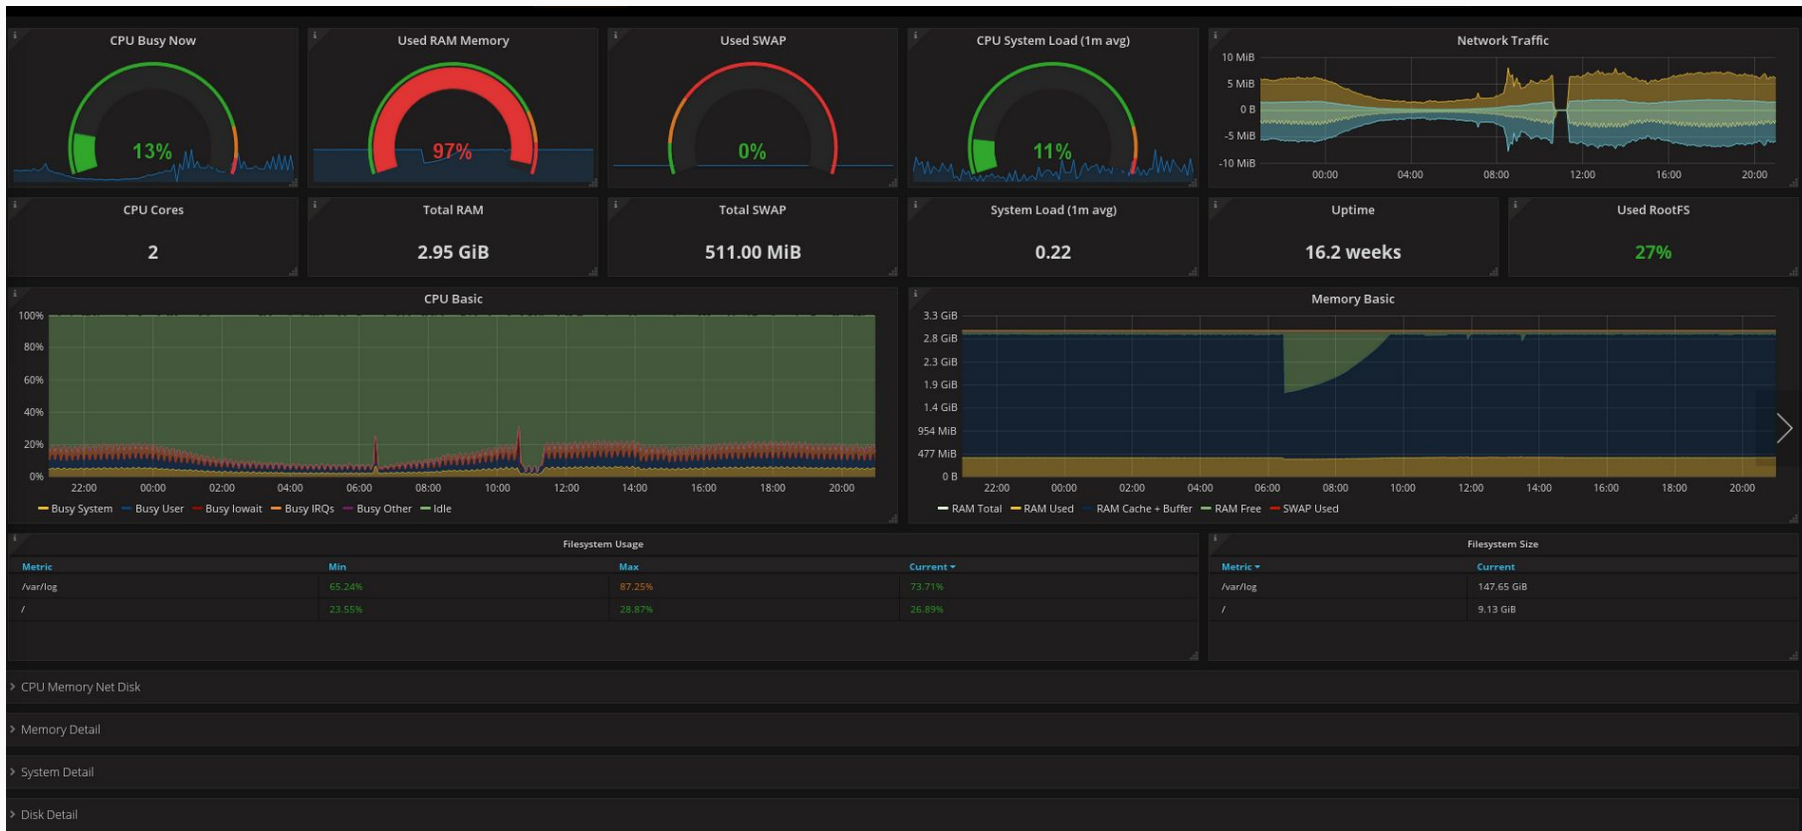 CPU Busy Now
13%
Used RAM Memory
97%
Used SWAP
0%
CPU System Load (1m avg)
11%
Network Traffic
10 MiB
5 MiB
0 B
-5 MiB
-10 MiB
00:00 04:00 08:00 12:00 16:00 20:00
CPU Cores
2
Total RAM
2.95 GiB
Total SWAP
511.00 MiB
System Load (1m avg)
0.22
Uptime
16.2 weeks
Used RootFS
27%
CPU Basic
100%
80%
60%
40%
20%
0%
22:00 00:00 02:00 04:00 06:00 08:00 10:00 12:00 14:00 16:00 18:00 20:00
Busy System Busy User Busy Iowait Busy IRQs Busy Other Idle
Memory Basic
3.3 GiB
2.8 GiB
2.3 GiB
1.9 GiB
1.4 GiB
954 MiB
477 MiB
0 B
22:00 00:00 02:00 04:00 06:00 08:00 10:00 12:00 14:00 16:00 18:00 20:00
RAM Total RAM Used RAM Cache + Buffer RAM Free SWAP Used
Filesystem Usage
Metric Min Max Current
/var/log 65.24% 87.25% 73.71%
/ 23.55% 28.87% 26.89%
Filesystem Size
Metric Current
/var/log 147.65 GiB
/ 9.13 GiB
CPU Memory Net Disk
Memory Detail
System Detail
Disk Detail